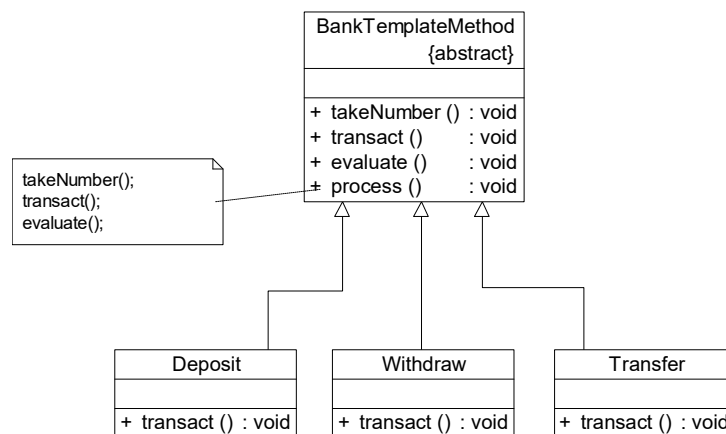 BankTemplateMethod
{abstract}
+ takeNumber () : void
+ transact () : void
+ evaluate () : void
+ process () : void
takeNumber();
transact();
evaluate();
Deposit
+ transact () : void
Withdraw
+ transact () : void
Transfer
+ transact () : void